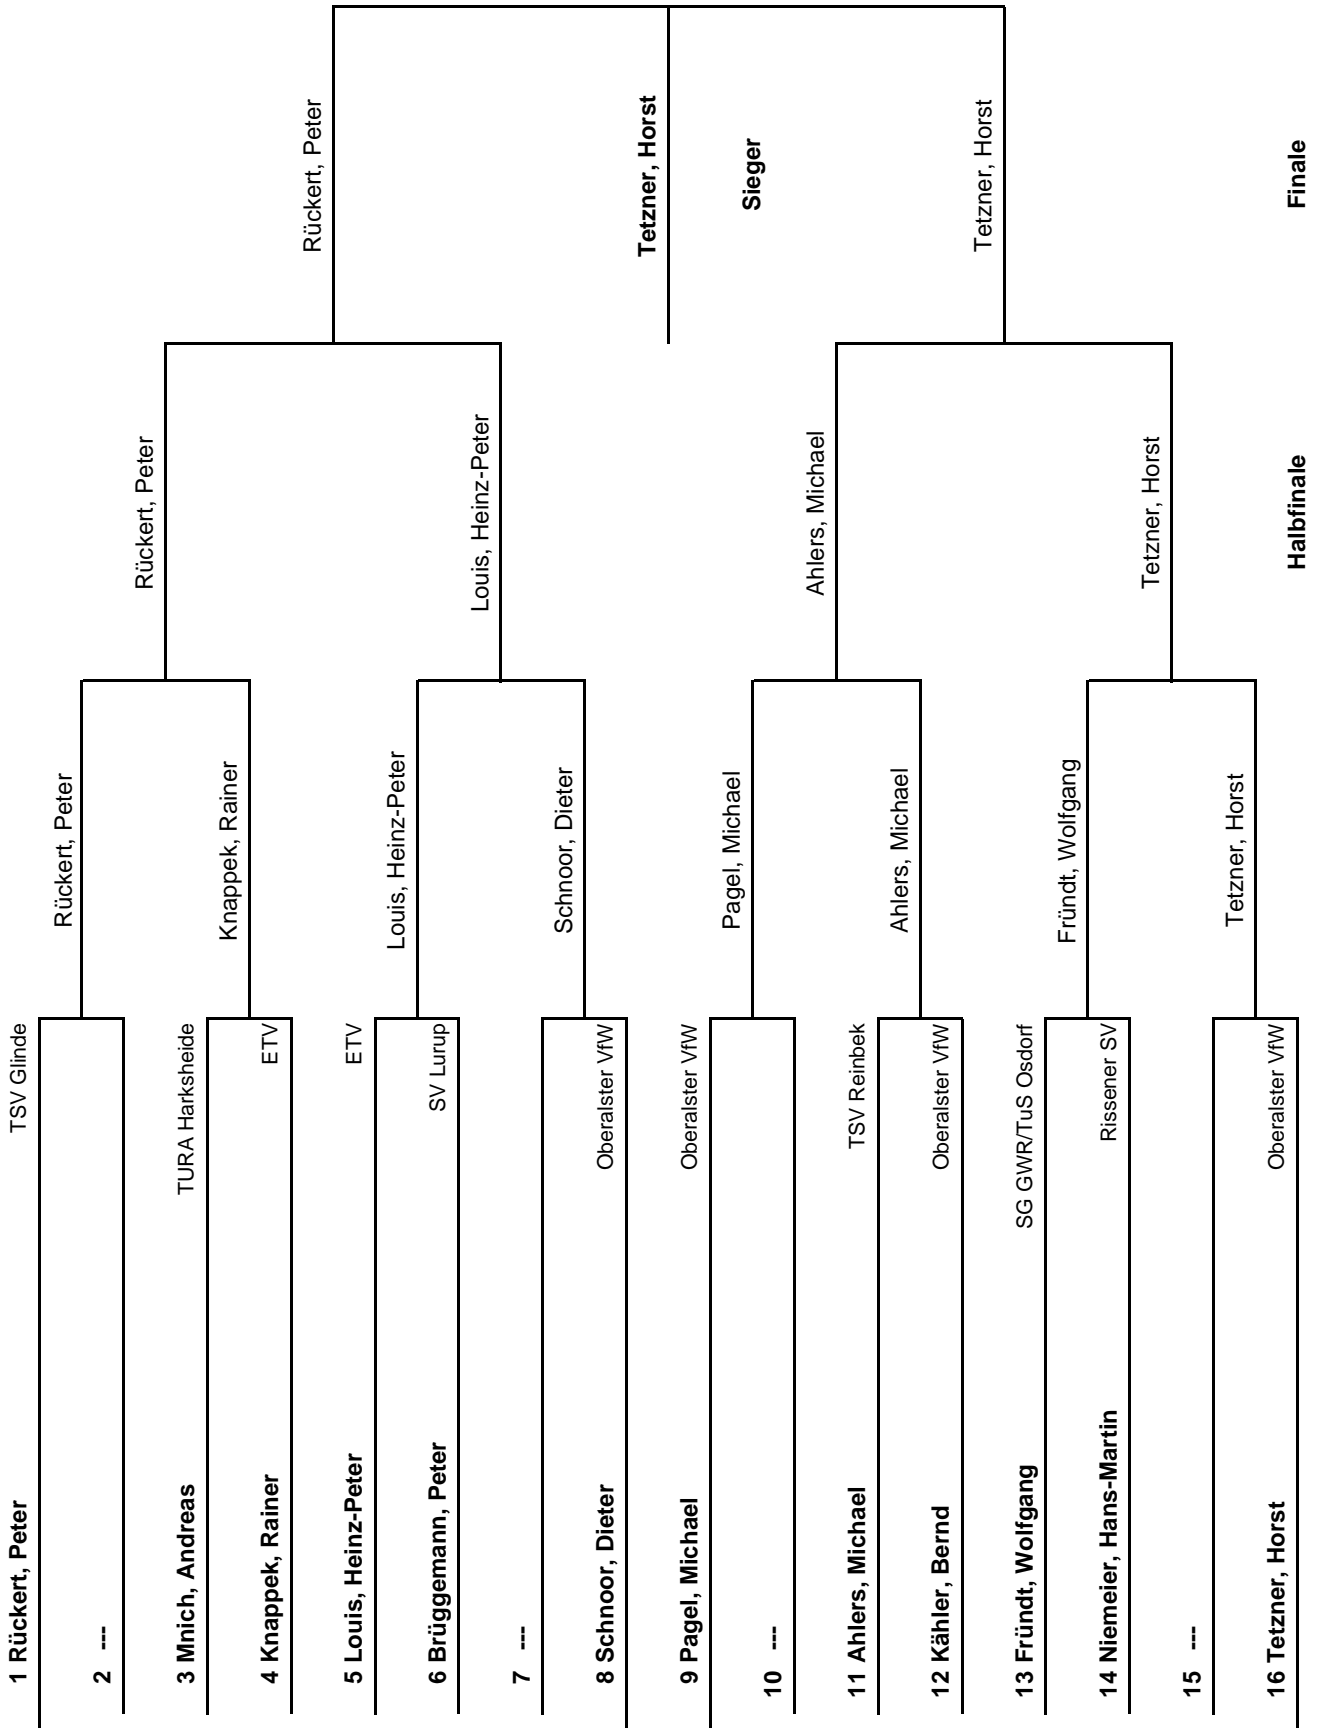 1 Rückert, Peter TSV Glinde
2 ---
3 Mnich, Andreas TURA Harksheide
4 Knappek, Rainer ETV
5 Louis, Heinz-Peter ETV
6 Brüggemann, Peter SV Lurup
7 ---
8 Schnoor, Dieter Oberalster VfW
9 Pagel, Michael Oberalster VfW
10 ---
11 Ahlers, Michael TSV Reinbek
12 Kähler, Bernd Oberalster VfW
13 Fründt, Wolfgang SG GWR/TuS Osdorf
14 Niemeier, Hans-Martin Rissener SV
15 ---
16 Tetzner, Horst Oberalster VfW
Rückert, Peter
Knappek, Rainer
Louis, Heinz-Peter
Schnoor, Dieter
Pagel, Michael
Ahlers, Michael
Fründt, Wolfgang
Tetzner, Horst
Rückert, Peter
Louis, Heinz-Peter
Ahlers, Michael
Tetzner, Horst
Halbfinale
Rückert, Peter
Tetzner, Horst
Sieger
Tetzner, Horst
Finale